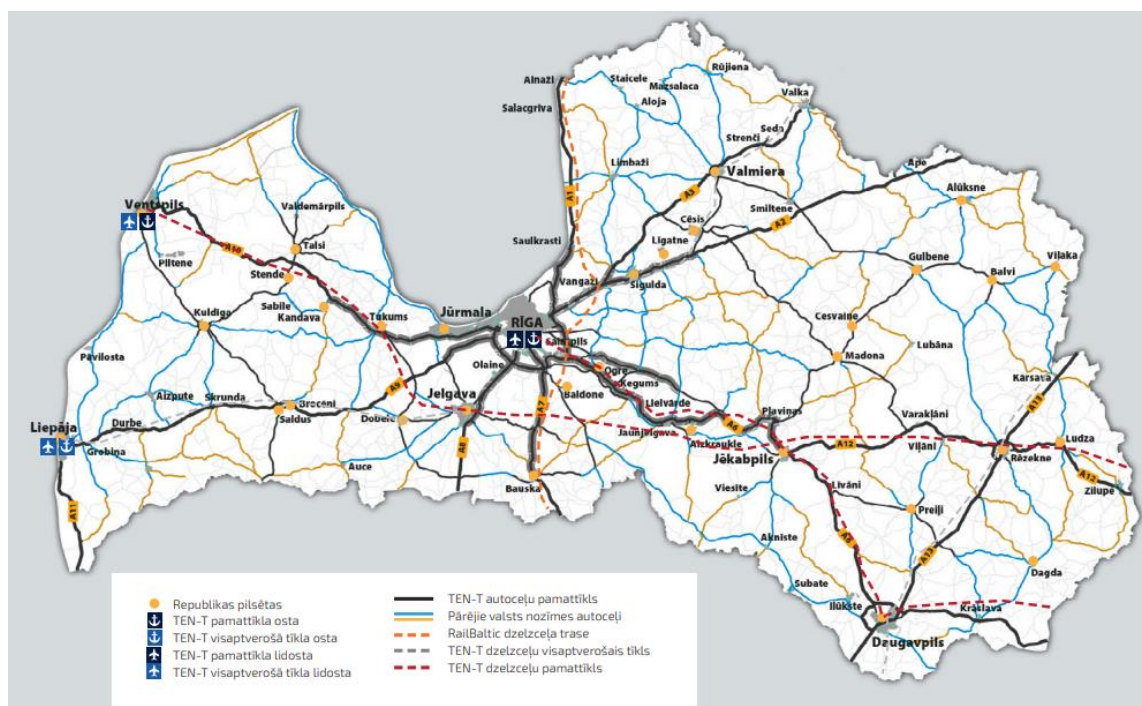 Rūjiena
Ainaži
Staicele
Mazsalaca
Valka
Aloja
Salacgrīva
Seda
Strenči
Limbaži
Valmiera
Ape
A1
A3
Alūksne
Ventspils
Valdemārpils
Smiltene
Cēsis
A2
Saulkrasti
Līgatne
A10
Talsi
Piltene
Vangaži
Sigulda
Gulbene
Viļaka
Stende
Balvi
Sabile
Kandava
Kuldīga
Tukums
Jūrmala
RĪGA
Cesvaine
Lubāna
Pāvilosta
Olaine
Salaspils
Madona
Ogre
Ķegums
Kārsava
A9
Jelgava
A7
Baldone
Aizpute
Skrunda
Brocēni
Lielvārde
Pļaviņas
A13
Saldus
Dobele
Varakļāni
Liepāja
Durbe
A6
Jaunjelgava
Aizkraukle
A12
Viļāni
Ludza
Grobiņa
A8
Jēkabpils
Rēzekne
Auce
A12
Zilupe
Bauska
Viesīte
Līvāni
Preiļi
A11
Akniste
A6
A13
Dagda
Subate
Ilūkste
Krāslava
Dzugavpils
Republikas pilsētas
TEN-T pamattīkla osta
TEN-T visaptverošā tīkla osta
TEN-T pamattīkla lidosta
TEN-T visaptverošā tīkla lidosta
TEN-T autoceļu pamattīkls
Pārējie valsts nozīmes autoceļi
RailBaltic dzelzceļa trase
TEN-T dzelzceļu visaptverošais tīkls
TEN-T dzelzceļu pamattīkls